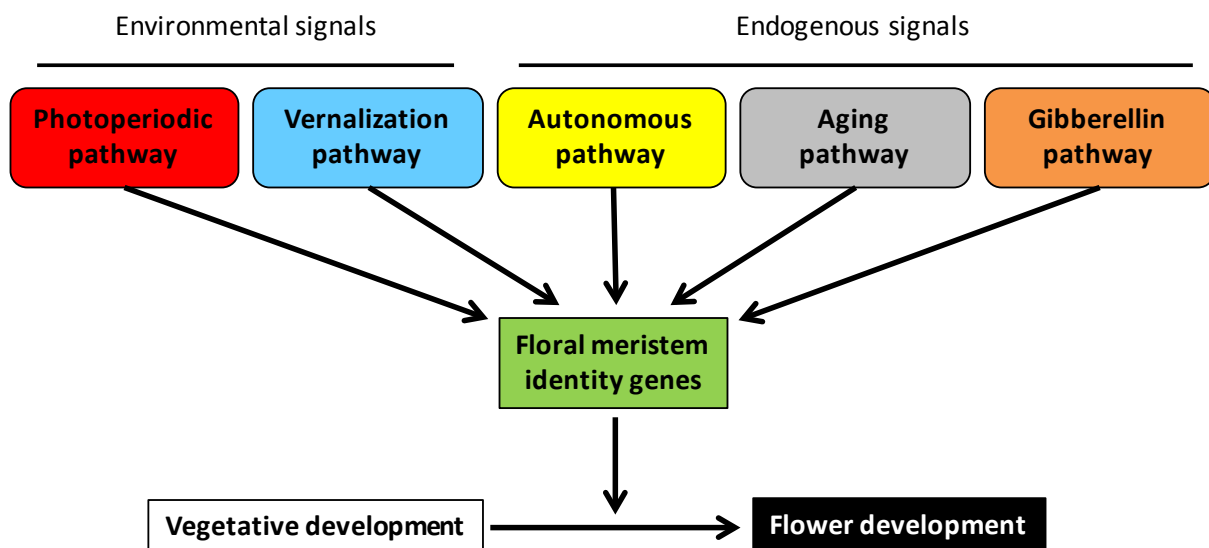 Environmental signals
Endogenous signals
Photoperiodic
pathway
Vernalization
pathway
Autonomous
pathway
Aging
pathway
Gibberellin
pathway
Floral meristem
identity genes
Vegetative development
Flower development